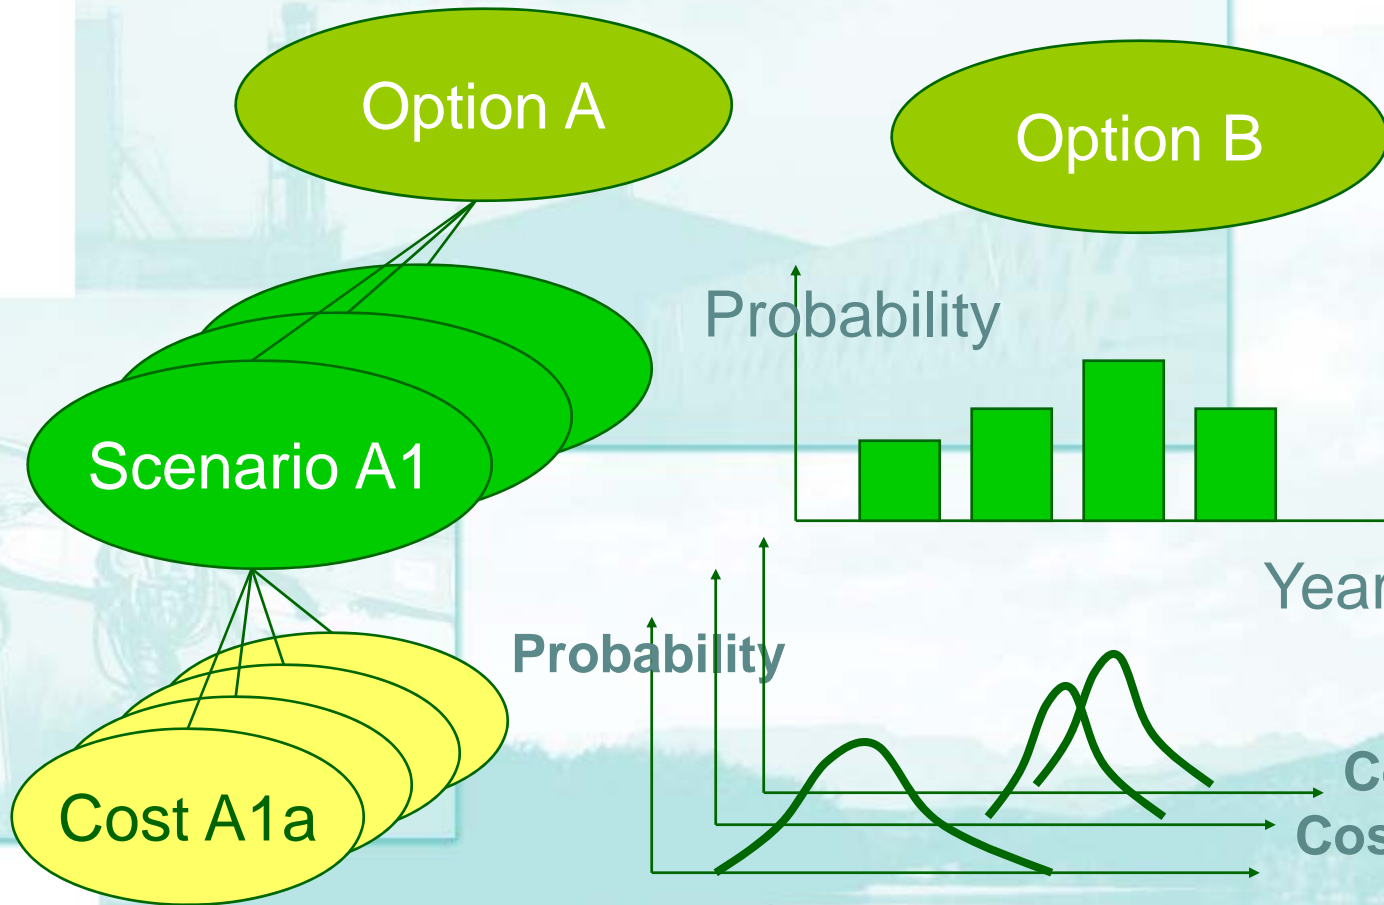 Option A
Option B
Probability
Scenario A1
Year
Probability
Cost A1a